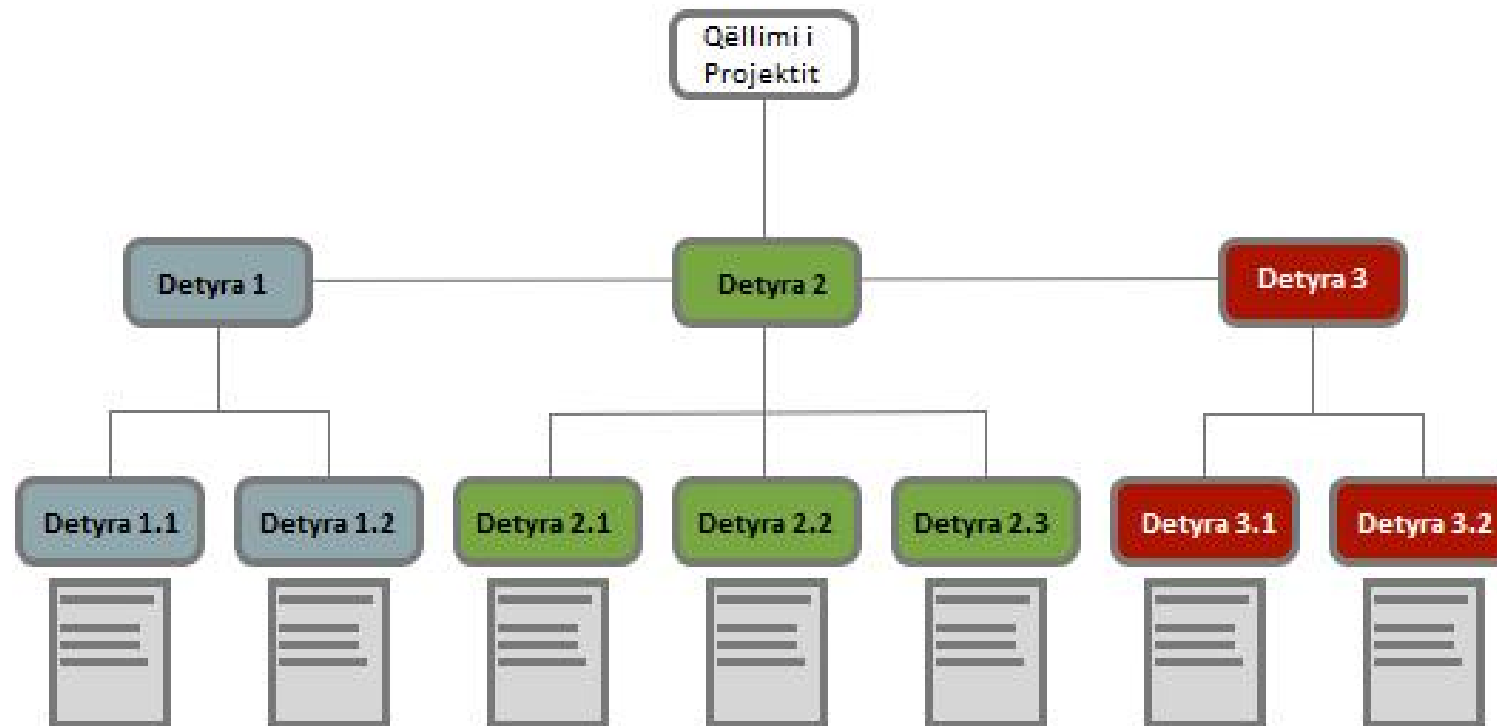 Qëllimi i
Projektit
Detyra 1
Detyra 2
Detyra 3
Detyra 1.1
Detyra 1.2
Detyra 2.1
Detyra 2.2
Detyra 2.3
Detyra 3.1
Detyra 3.2